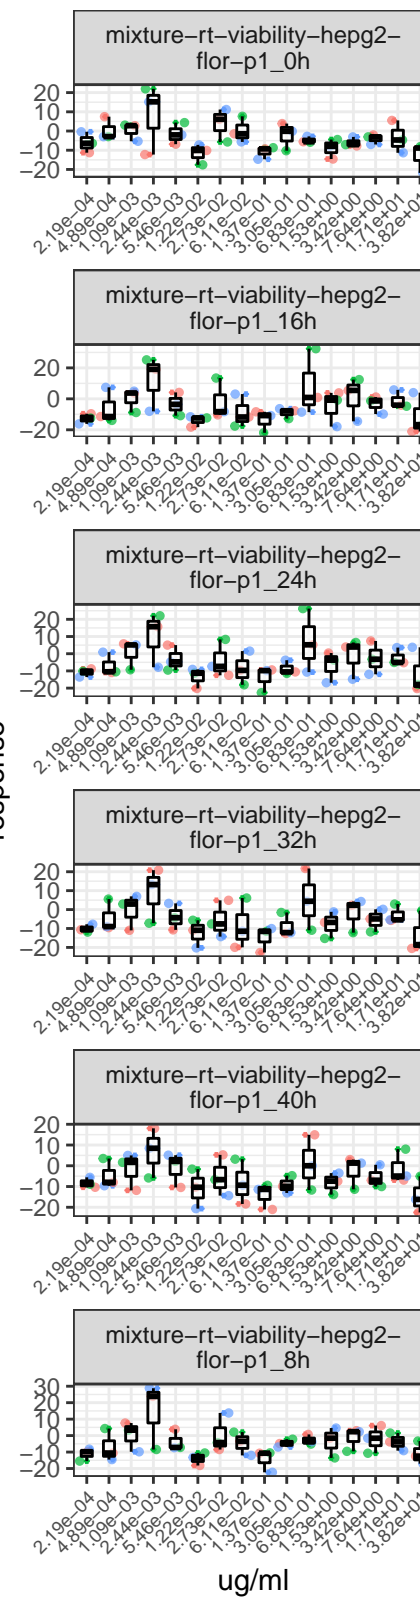 mixture−rt−viability−hepg2−
flor−p1_0h
20
10
0
−10
−20
2.19e−04
4.89e−04
1.09e−03
2.44e−03
5.46e−03
1.22e−02
2.73e−02
6.11e−02
1.37e−01
3.05e−01
6.83e−01
1.53e+00
3.42e+00
7.64e+00
1.71e+01
3.82e+01
mixture−rt−viability−hepg2−
flor−p1_16h
20
0
−20
2.19e−04
4.89e−04
1.09e−03
2.44e−03
5.46e−03
1.22e−02
2.73e−02
6.11e−02
1.37e−01
3.05e−01
6.83e−01
1.53e+00
3.42e+00
7.64e+00
1.71e+01
3.82e+01
mixture−rt−viability−hepg2−
flor−p1_24h
20
10
0
−10
−20
2.19e−04
4.89e−04
1.09e−03
2.44e−03
5.46e−03
1.22e−02
2.73e−02
6.11e−02
1.37e−01
3.05e−01
6.83e−01
1.53e+00
3.42e+00
7.64e+00
1.71e+01
3.82e+01
mixture−rt−viability−hepg2−
flor−p1_32h
20
10
0
−10
−20
2.19e−04
4.89e−04
1.09e−03
2.44e−03
5.46e−03
1.22e−02
2.73e−02
6.11e−02
1.37e−01
3.05e−01
6.83e−01
1.53e+00
3.42e+00
7.64e+00
1.71e+01
3.82e+01
mixture−rt−viability−hepg2−
flor−p1_40h
20
10
0
−10
−20
2.19e−04
4.89e−04
1.09e−03
2.44e−03
5.46e−03
1.22e−02
2.73e−02
6.11e−02
1.37e−01
3.05e−01
6.83e−01
1.53e+00
3.42e+00
7.64e+00
1.71e+01
3.82e+01
mixture−rt−viability−hepg2−
flor−p1_8h
30
20
10
0
−10
−20
2.19e−04
4.89e−04
1.09e−03
2.44e−03
5.46e−03
1.22e−02
2.73e−02
6.11e−02
1.37e−01
3.05e−01
6.83e−01
1.53e+00
3.42e+00
7.64e+00
1.71e+01
3.82e+01
ug/ml